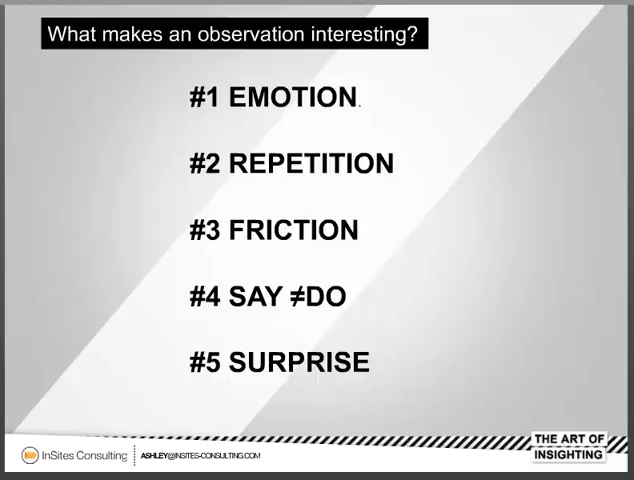 What makes an observation interesting?
#1 EMOTION.
#2 REPETITION
#3 FRICTION
#4 SAY ≠DO
#5 SURPRISE
InSites Consulting
ASHLEY@INSITES-CONSULTING.COM
THE ART OF
INSIGHTING